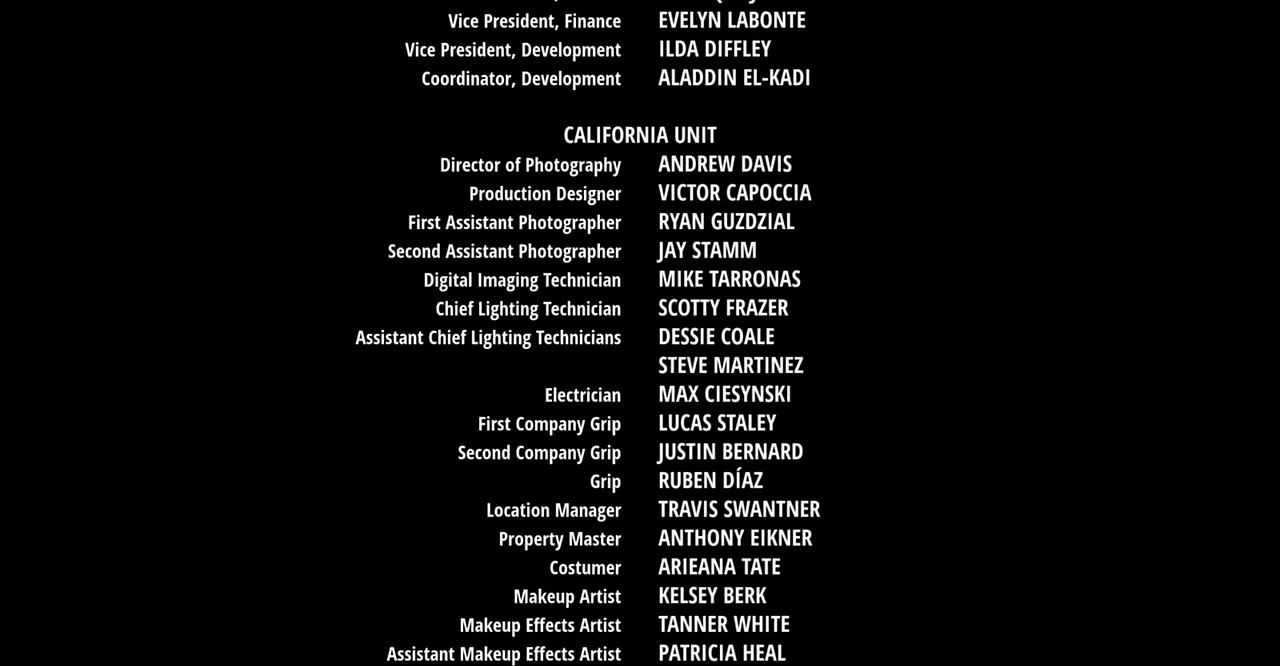 Vice President, Finance EVELYN LABONTE
Vice President, Development ILDA DIFFLEY
Coordinator, Development ALADDIN EL-KADI
CALIFORNIA UNIT
Director of Photography ANDREW DAVIS
Production Designer VICTOR CAPOCCIA
First Assistant Photographer RYAN GUZDZIAL
Second Assistant Photographer JAY STAMM
Digital Imaging Technician MIKE TARRONAS
Chief Lighting Technician SCOTTY FRAZER
Assistant Chief Lighting Technicians DESSIE COALE
STEVE MARTINEZ
Electrician MAX CIESYNSKI
First Company Grip LUCAS STALEY
Second Company Grip JUSTIN BERNARD
Grip RUBEN DÍAZ
Location Manager TRAVIS SWANTNER
Property Master ANTHONY EIKNER
Costumer ARIEANA TATE
Makeup Artist KELSEY BERK
Makeup Effects Artist TANNER WHITE
Assistant Makeup Effects Artist PATRICIA HEAL